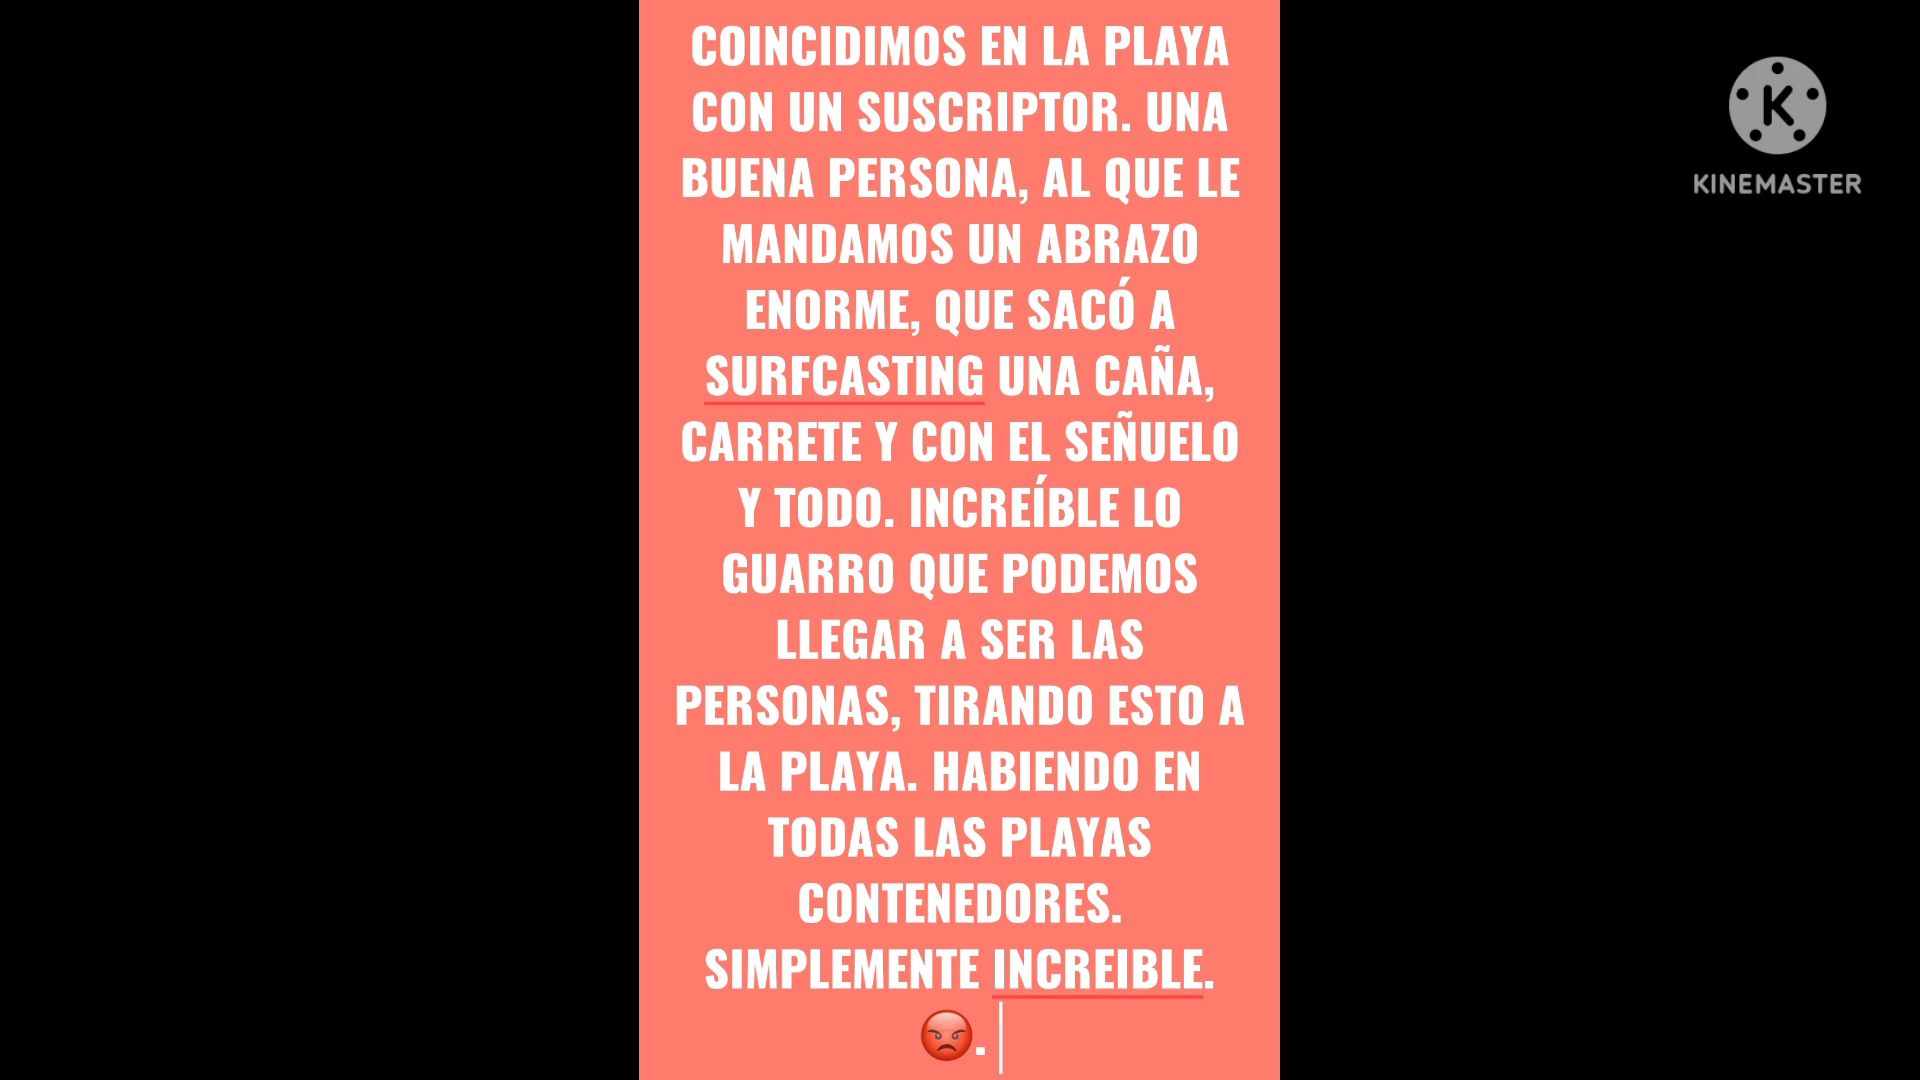 COINCIDIMOS EN LA PLAYA
CON UN SUSCRIPTOR. UNA
BUENA PERSONA, AL QUE LE
MANDAMOS UN ABRAZO
ENORME, QUE SACÓ A
SURFCASTING UNA CAÑA,
CARRETE Y CON EL SEÑUELO
Y TODO. INCREÍBLE LO
GUARRO QUE PODEMOS
LLEGAR A SER LAS
PERSONAS, TIRANDO ESTO A
LA PLAYA. HABIENDO EN
TODAS LAS PLAYAS
CONTENEDORES.
SIMPLEMENTE INCREIBLE.
😡.
K
KINEMASTER